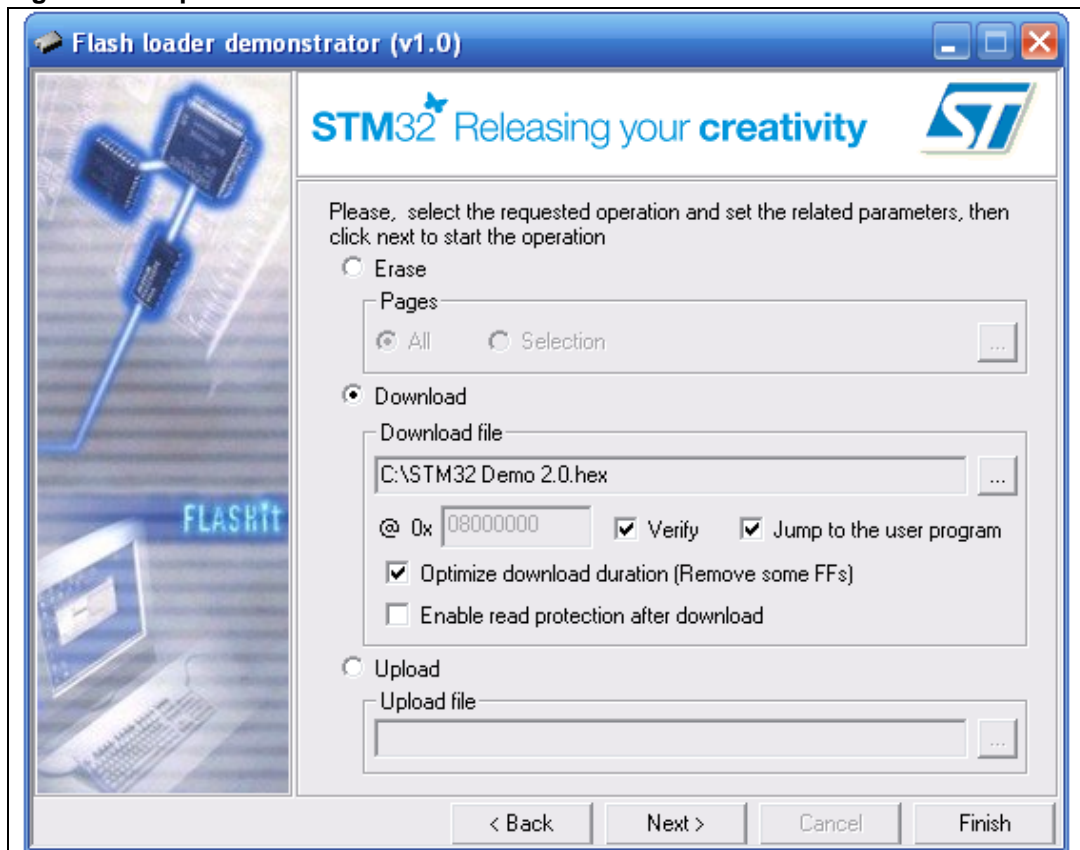 Flash loader demonstrator (v1.0)
STM32 Releasing your creativity
ST
Please, select the requested operation and set the related parameters, then
click next to start the operation
Erase
Pages
All Selection ...
Download
Download file
C:\STM32 Demo 2.0.hex ...
@ 0x 08000000 Verify Jump to the user program
Optimize download duration (Remove some FFs)
Enable read protection after download
Upload
Upload file
...
FLASHit
< Back Next > Cancel Finish